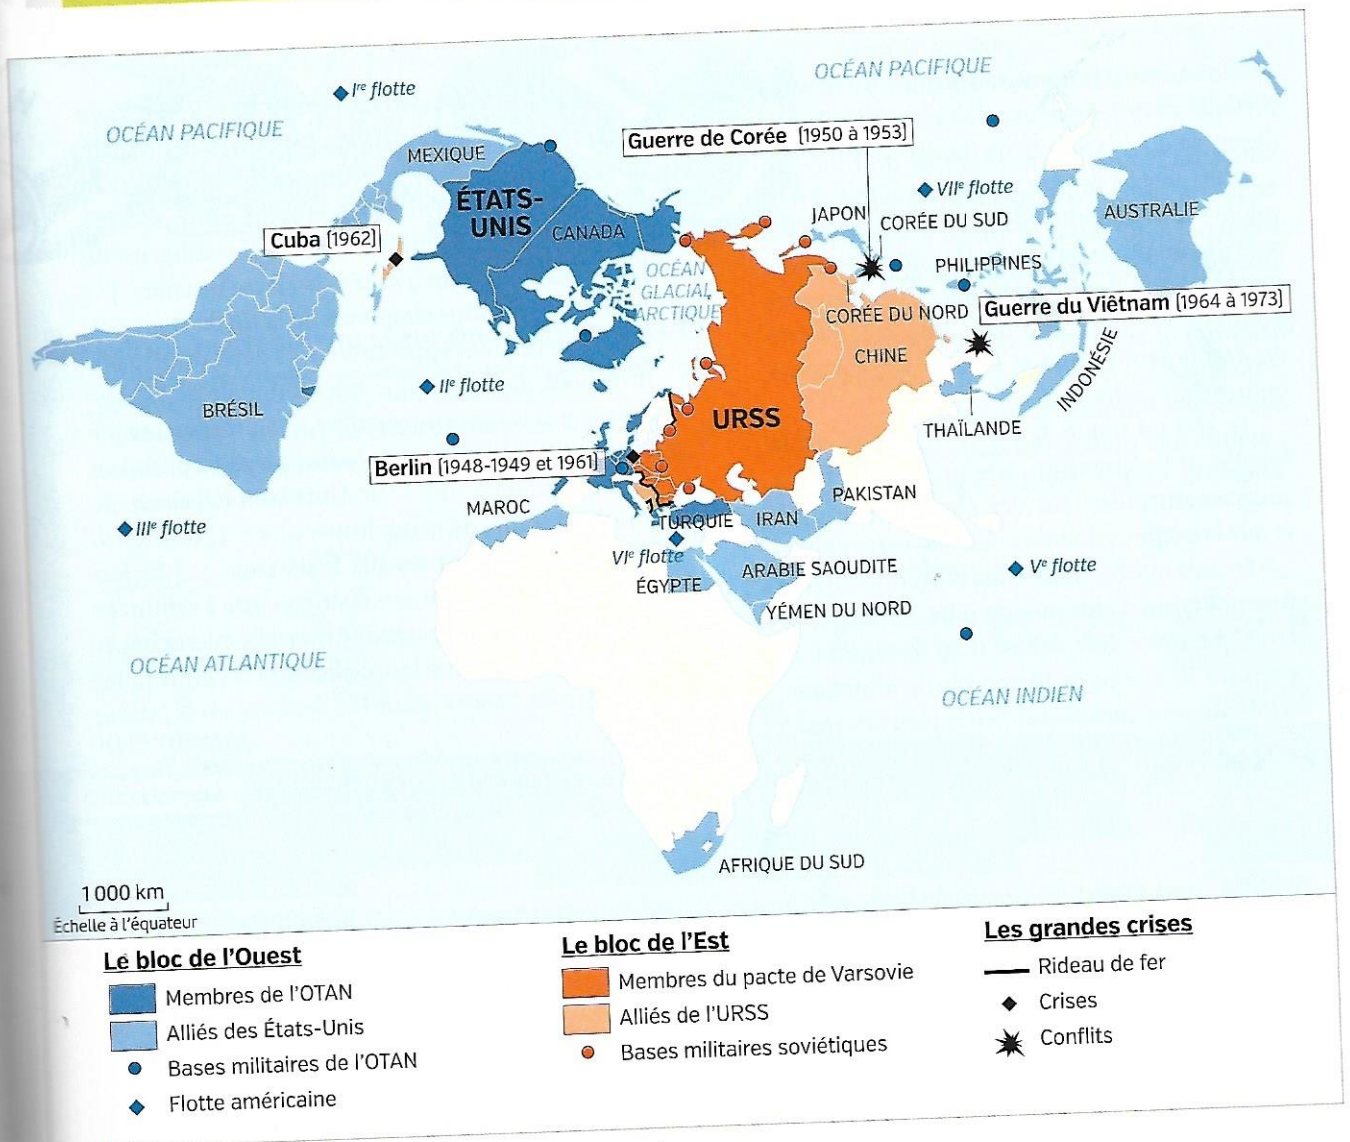 OCÉAN PACIFIQUE
Iʳᵉ flotte
OCÉAN PACIFIQUE
MEXIQUE
Guerre de Corée (1950 à 1953)
VIIᵉ flotte
ÉTATS-
UNIS
CANADA
JAPON
CORÉE DU SUD
AUSTRALIE
Cuba (1962)
OCÉAN
GLACIAL
ARCTIQUE
PHILIPPINES
CORÉE DU NORD
Guerre du Viêtnam (1964 à 1973)
CHINE
INDONÉSIE
IIᵉ flotte
BRÉSIL
URSS
THAÏLANDE
Berlin (1948-1949 et 1961)
MAROC
PAKISTAN
TURQUIE
IRAN
IIIᵉ flotte
VIᵉ flotte
ÉGYPTE
ARABIE SAOUDITE
Vᵉ flotte
YÉMEN DU NORD
OCÉAN ATLANTIQUE
OCÉAN INDIEN
AFRIQUE DU SUD
1 000 km
Échelle à l'équateur
Le bloc de l'Ouest
Membres de l'OTAN
Alliés des États-Unis
Bases militaires de l'OTAN
Flotte américaine
Le bloc de l'Est
Membres du pacte de Varsovie
Alliés de l'URSS
Bases militaires soviétiques
Les grandes crises
Rideau de fer
Crises
Conflits